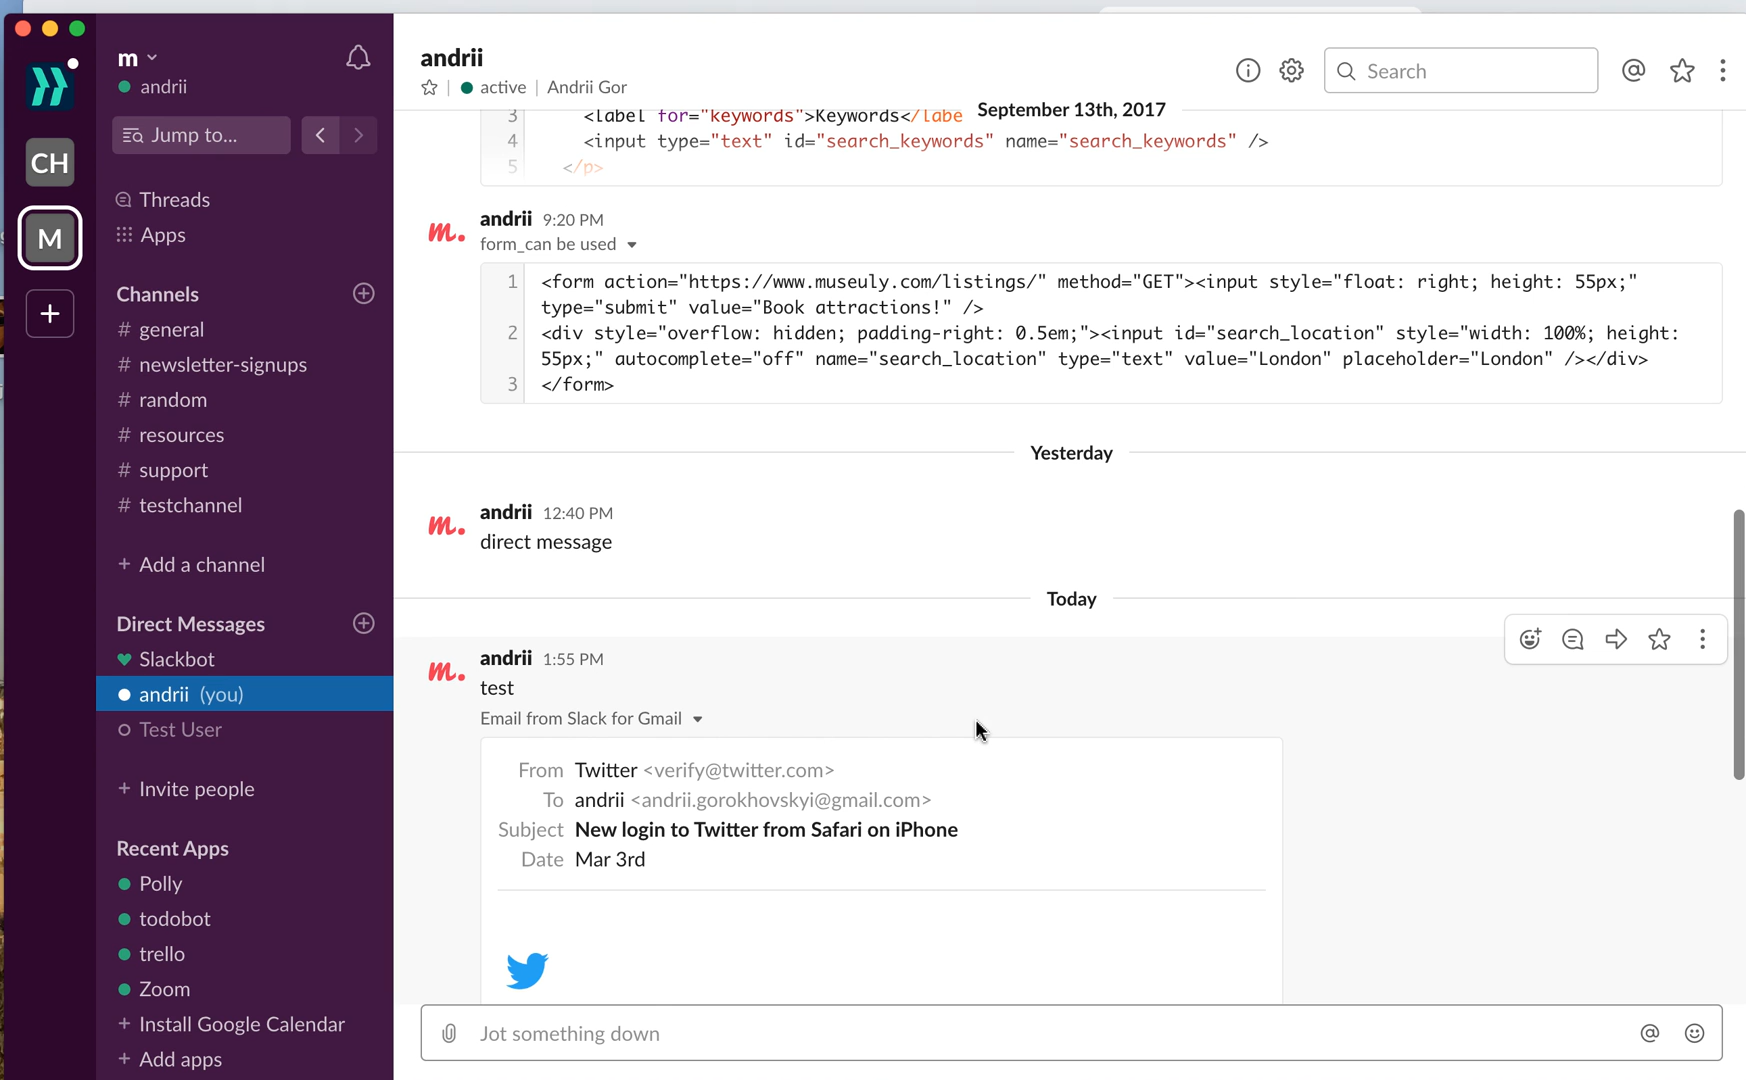 m
andrii
Jump to...
CH
M
+
Threads
Apps
Channels
# general
# newsletter-signups
# random
# resources
# support
# testchannel
+ Add a channel
Direct Messages
Slackbot
andrii (you)
Test User
+ Invite people
Recent Apps
Polly
todobot
trello
Zoom
+ Install Google Calendar
+ Add apps
andrii
active | Andrii Gor
Search
September 13th, 2017
3 <label for="keywords">Keywords</labe
4 <input type="text" id="search_keywords" name="search_keywords" />
5 </p>
m.
andrii 9:20 PM
form_can be used
1 <form action="https://www.museuly.com/listings/" method="GET"><input style="float: right; height: 55px;"
type="submit" value="Book attractions!" />
2 <div style="overflow: hidden; padding-right: 0.5em;"><input id="search_location" style="width: 100%; height:
55px;" autocomplete="off" name="search_location" type="text" value="London" placeholder="London" /></div>
3 </form>
Yesterday
m.
andrii 12:40 PM
direct message
Today
m.
andrii 1:55 PM
test
Email from Slack for Gmail
From Twitter <verify@twitter.com>
To andrii <andrii.gorokhovskyi@gmail.com>
Subject New login to Twitter from Safari on iPhone
Date Mar 3rd
Jot something down